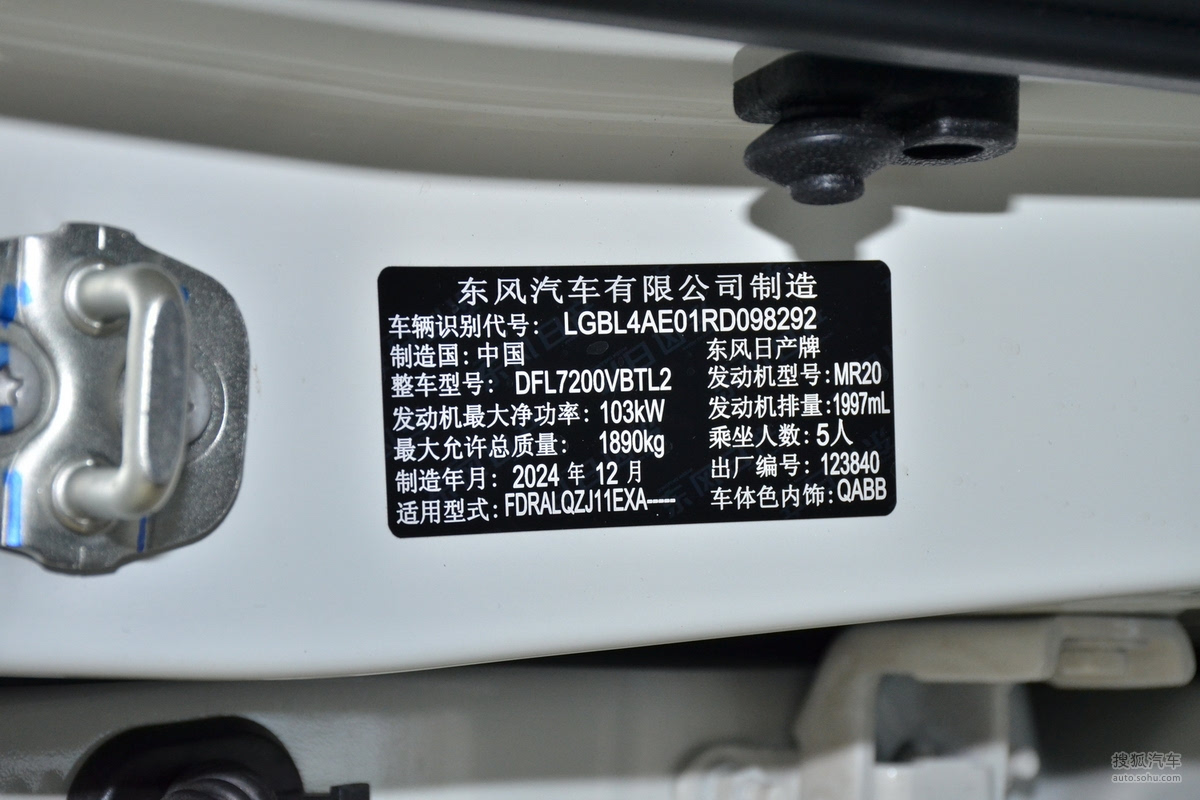 东风汽车有限公司制造
车辆识别代号： LGBL4AE01RD098292
制造国：中国 东风日产牌
整车型号： DFL7200VBTL2 发动机型号：MR20
发动机最大净功率：103kW 发动机排量：1997mL
最大允许总质量： 1890kg 乘坐人数：5人
制造年月： 2024 年 12 月 出厂编号：123840
适用型式：FDRALQZJ11EXA----- 车体色内饰：QABB
搜狐汽车
auto.sohu.com